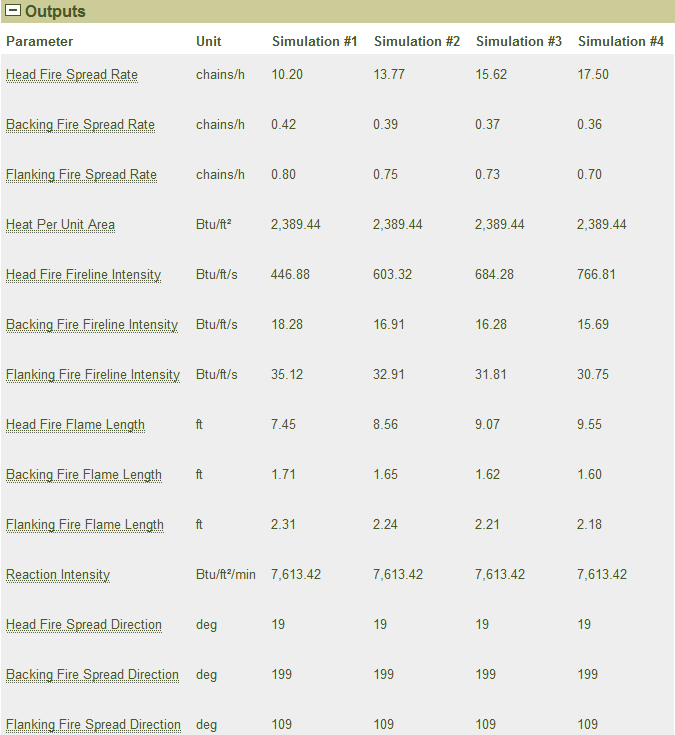 Outputs
Parameter Unit Simulation #1 Simulation #2 Simulation #3 Simulation #4
Head Fire Spread Rate chains/h 10.20 13.77 15.62 17.50
Backing Fire Spread Rate chains/h 0.42 0.39 0.37 0.36
Flanking Fire Spread Rate chains/h 0.80 0.75 0.73 0.70
Heat Per Unit Area Btu/ft² 2,389.44 2,389.44 2,389.44 2,389.44
Head Fire Fireline Intensity Btu/ft/s 446.88 603.32 684.28 766.81
Backing Fire Fireline Intensity Btu/ft/s 18.28 16.91 16.28 15.69
Flanking Fire Fireline Intensity Btu/ft/s 35.12 32.91 31.81 30.75
Head Fire Flame Length ft 7.45 8.56 9.07 9.55
Backing Fire Flame Length ft 1.71 1.65 1.62 1.60
Flanking Fire Flame Length ft 2.31 2.24 2.21 2.18
Reaction Intensity Btu/ft²/min 7,613.42 7,613.42 7,613.42 7,613.42
Head Fire Spread Direction deg 19 19 19 19
Backing Fire Spread Direction deg 199 199 199 199
Flanking Fire Spread Direction deg 109 109 109 109